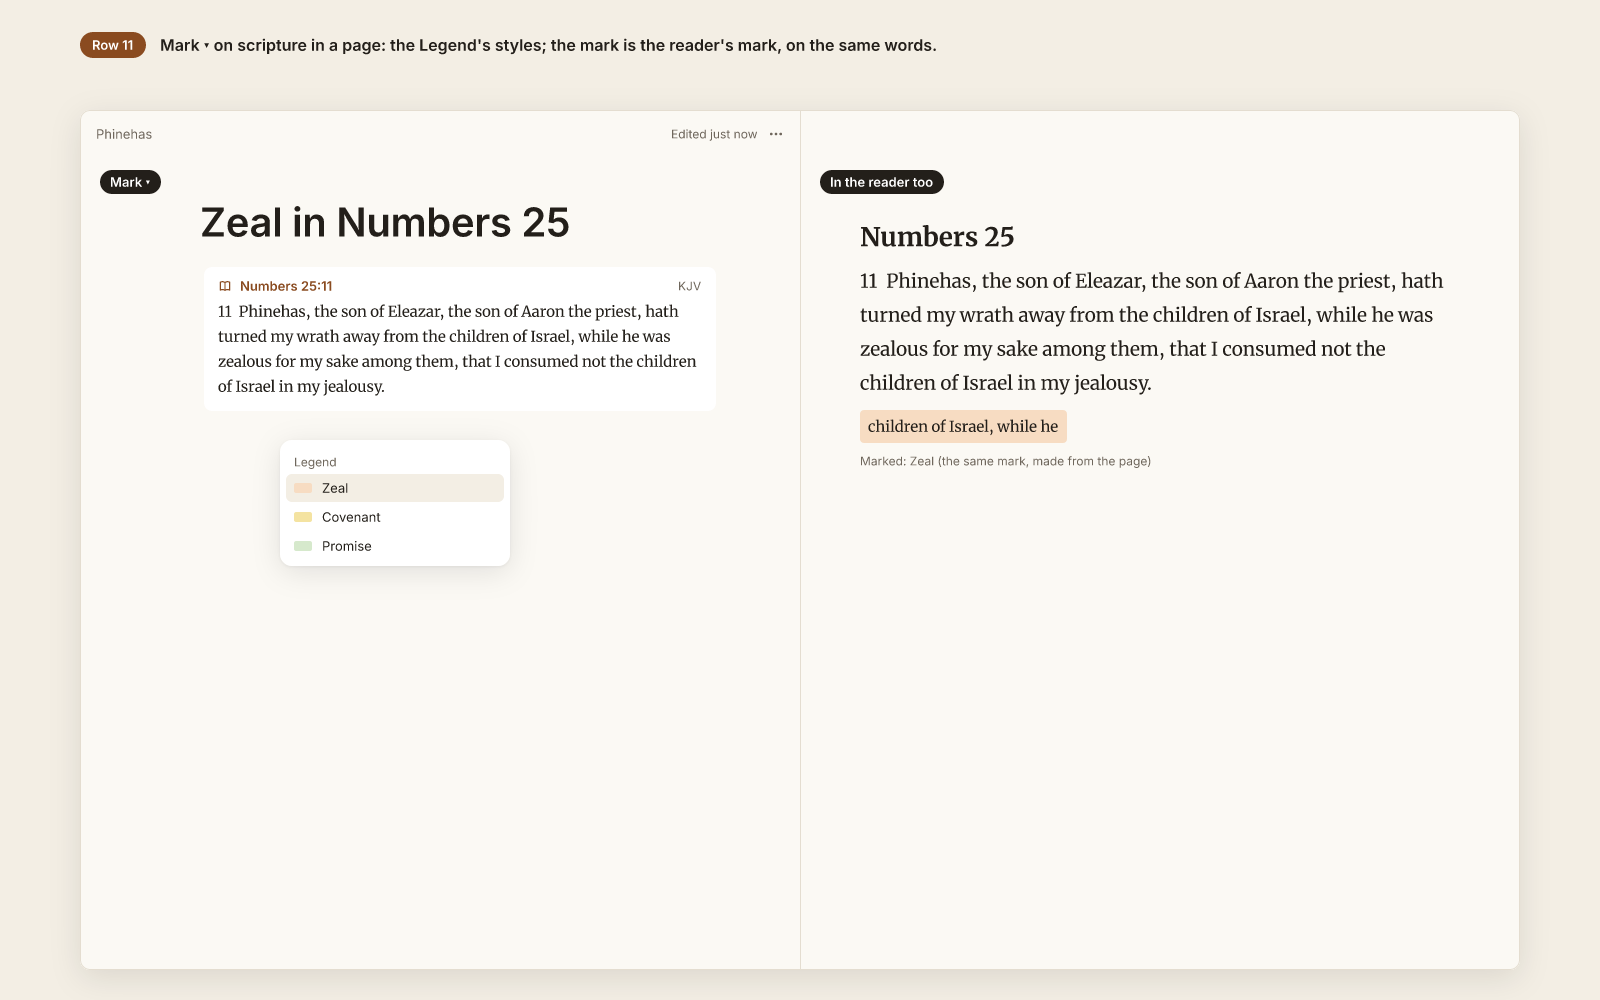 Row 11
Mark ▾ on scripture in a page: the Legend's styles; the mark is the reader's mark, on the same words.
Phinehas
Edited just now ···
Mark ▾
Zeal in Numbers 25
Numbers 25:11
KJV
11 Phinehas, the son of Eleazar, the son of Aaron the priest, hath
turned my wrath away from the children of Israel, while he was
zealous for my sake among them, that I consumed not the children
of Israel in my jealousy.
Legend
Zeal
Covenant
Promise
In the reader too
Numbers 25
11 Phinehas, the son of Eleazar, the son of Aaron the priest, hath
turned my wrath away from the children of Israel, while he was
zealous for my sake among them, that I consumed not the
children of Israel in my jealousy.
children of Israel, while he
Marked: Zeal (the same mark, made from the page)